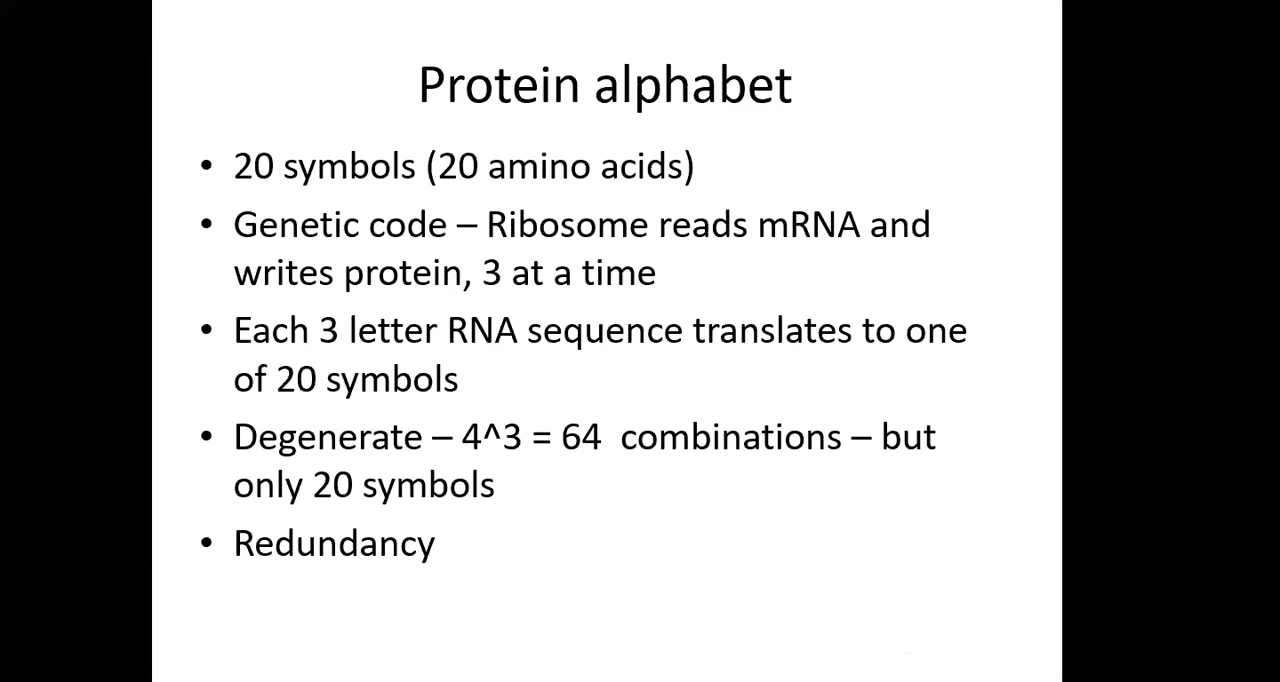 Protein alphabet
• 20 symbols (20 amino acids)
• Genetic code – Ribosome reads mRNA and
writes protein, 3 at a time
• Each 3 letter RNA sequence translates to one
of 20 symbols
• Degenerate – 4^3 = 64  combinations – but
only 20 symbols
• Redundancy